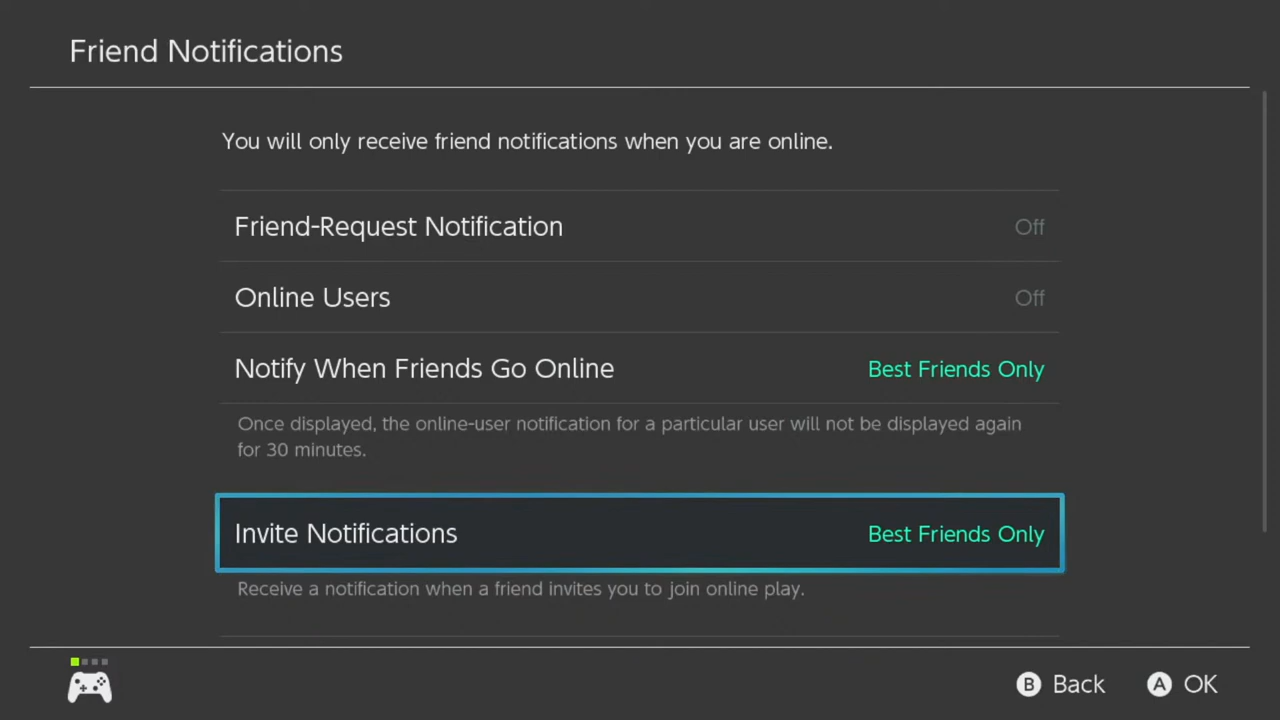 Friend Notifications
You will only receive friend notifications when you are online.
Friend-Request Notification Off
Online Users Off
Notify When Friends Go Online Best Friends Only
Once displayed, the online-user notification for a particular user will not be displayed again
for 30 minutes.
Invite Notifications Best Friends Only
Receive a notification when a friend invites you to join online play.
B Back A OK